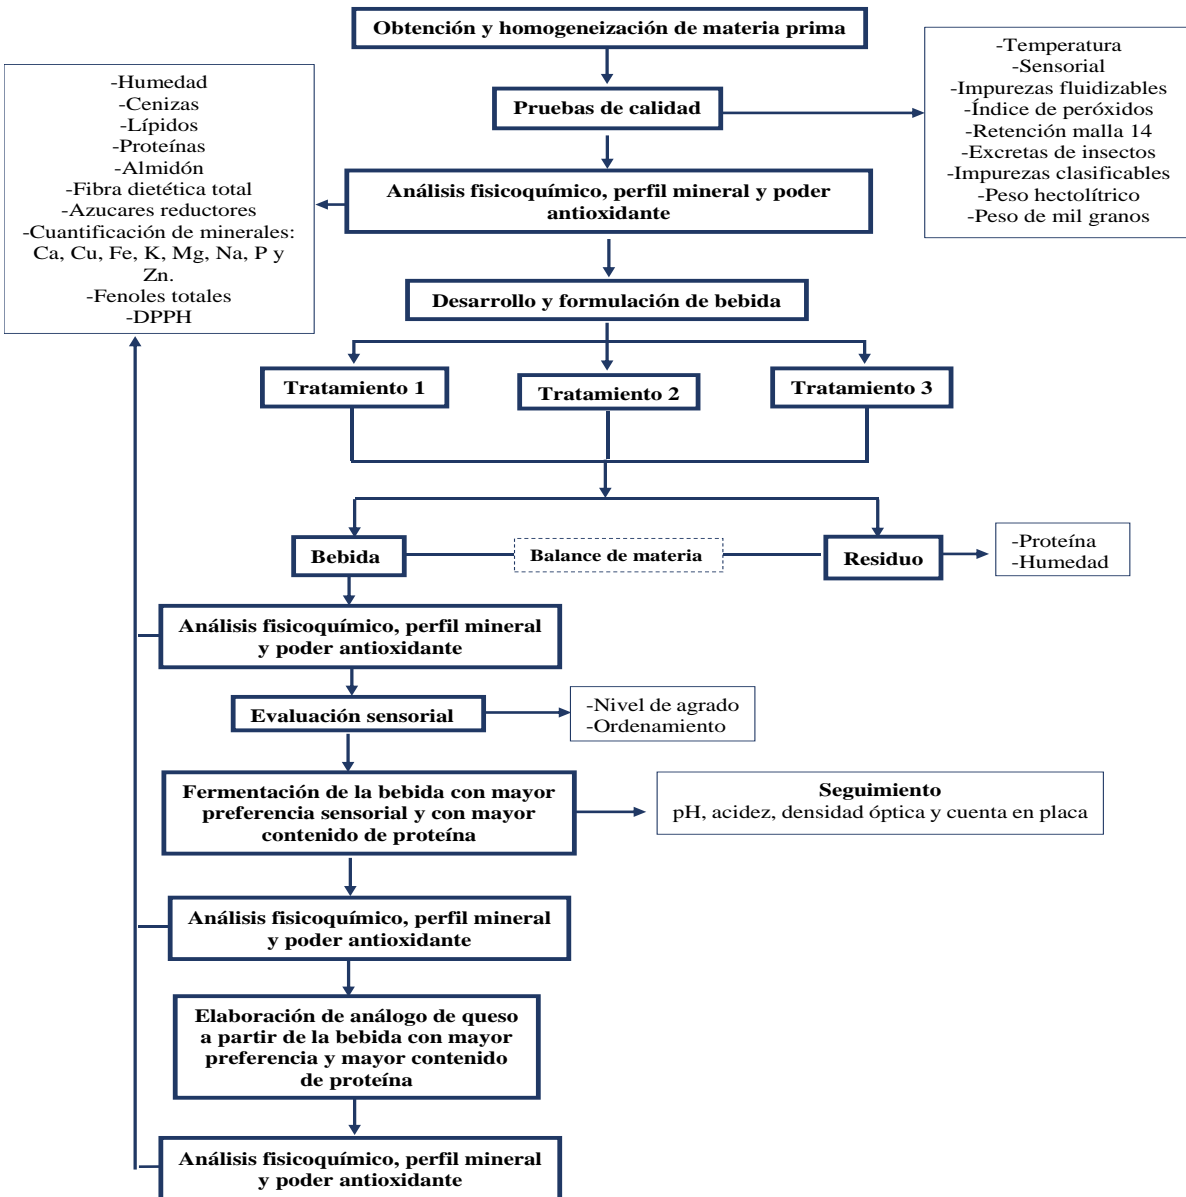 Obtención y homogeneización de materia prima
Pruebas de calidad
-Temperatura
-Sensorial
-Impurezas fluidizables
-Índice de peróxidos
-Retención malla 14
-Excretas de insectos
-Impurezas clasificables
-Peso hectolítrico
-Peso de mil granos
Análisis fisicoquímico, perfil mineral y poder
antioxidante
-Humedad
-Cenizas
-Lípidos
-Proteínas
-Almidón
-Fibra dietética total
-Azucares reductores
-Cuantificación de minerales:
Ca, Cu, Fe, K, Mg, Na, P y
Zn.
-Fenoles totales
-DPPH
Desarrollo y formulación de bebida
Tratamiento 1
Tratamiento 2
Tratamiento 3
Bebida
Balance de materia
Residuo
-Proteína
-Humedad
Análisis fisicoquímico, perfil mineral
y poder antioxidante
Evaluación sensorial
-Nivel de agrado
-Ordenamiento
Fermentación de la bebida con mayor
preferencia sensorial y con mayor
contenido de proteína
Seguimiento
pH, acidez, densidad óptica y cuenta en placa
Análisis fisicoquímico, perfil mineral
y poder antioxidante
Elaboración de análogo de queso
a partir de la bebida con mayor
preferencia y mayor contenido
de proteína
Análisis fisicoquímico, perfil mineral
y poder antioxidante